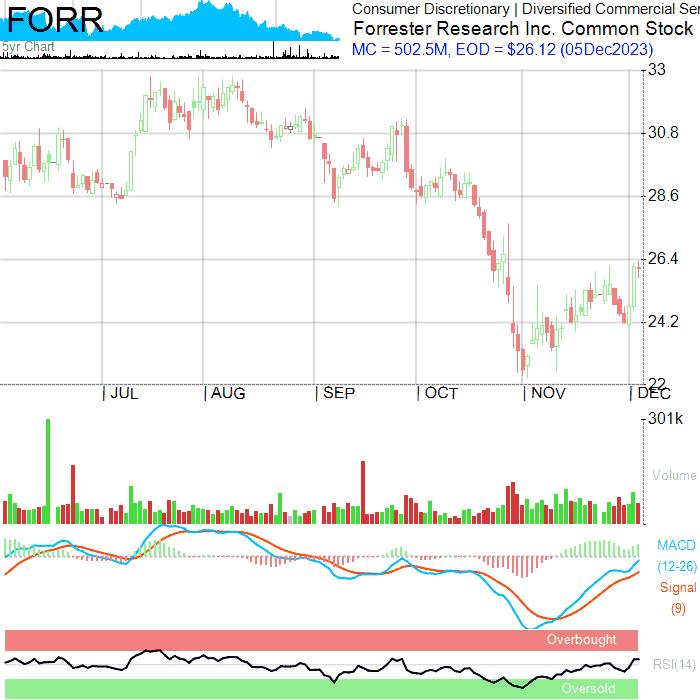 FORR
5yr Chart
Consumer Discretionary | Diversified Commercial Ser
Forrester Research Inc. Common Stock
MC = 502.5M, EOD = $26.12 (05Dec2023)
33
30.8
28.6
26.4
24.2
22
| JUL | AUG | SEP | OCT | NOV | DEC
301k
Volume
MACD
(12-26)
Signal
(9)
Overbought
RSI(14)
Oversold